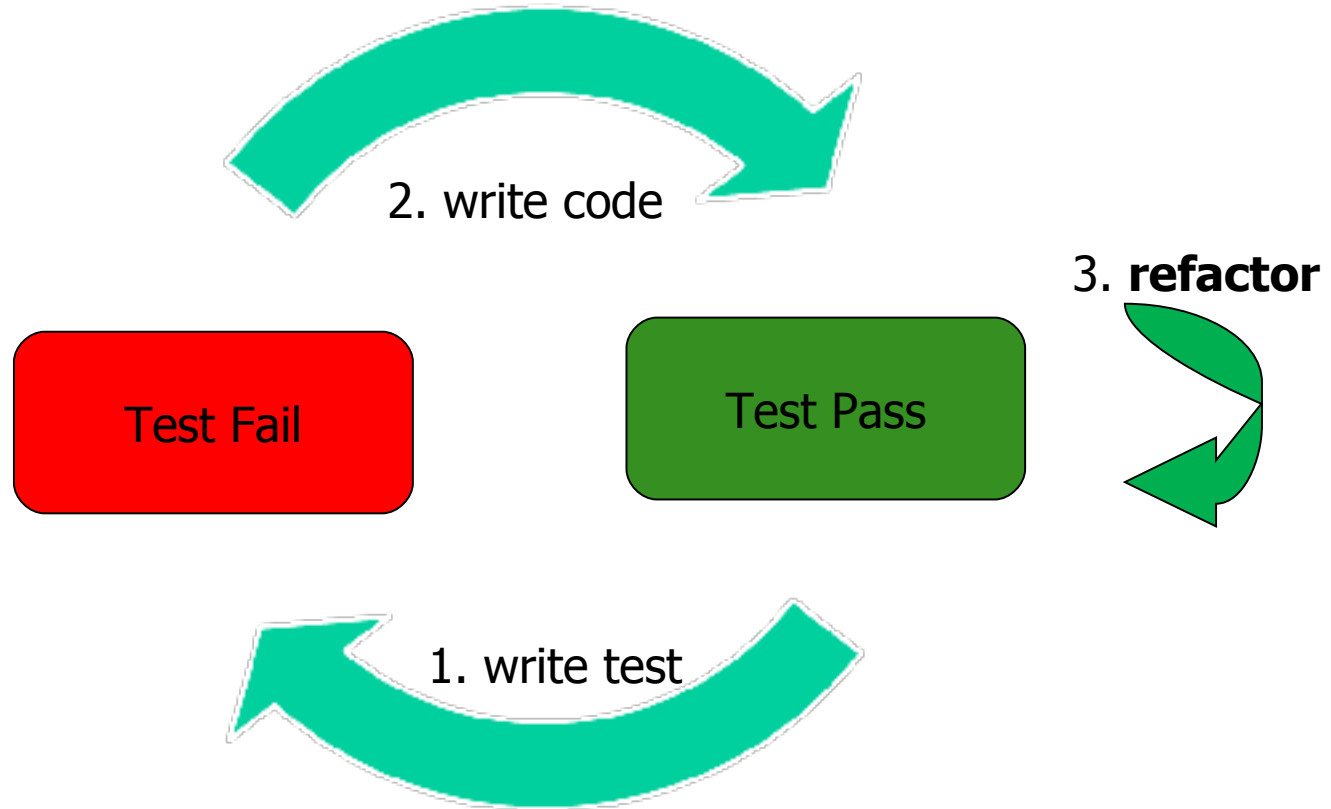 2. write code
3. refactor
Test Fail
Test Pass
1. write test